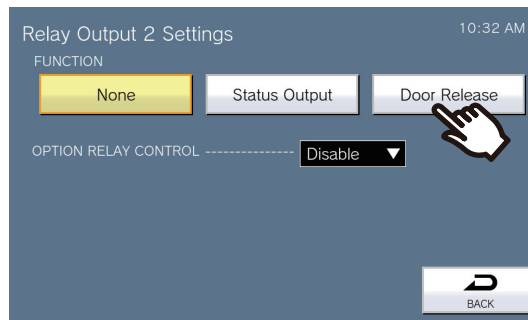 Relay Output 2 Settings
10:32 AM
FUNCTION
None
Status Output
Door Release
OPTION RELAY CONTROL --------------- Disable
BACK